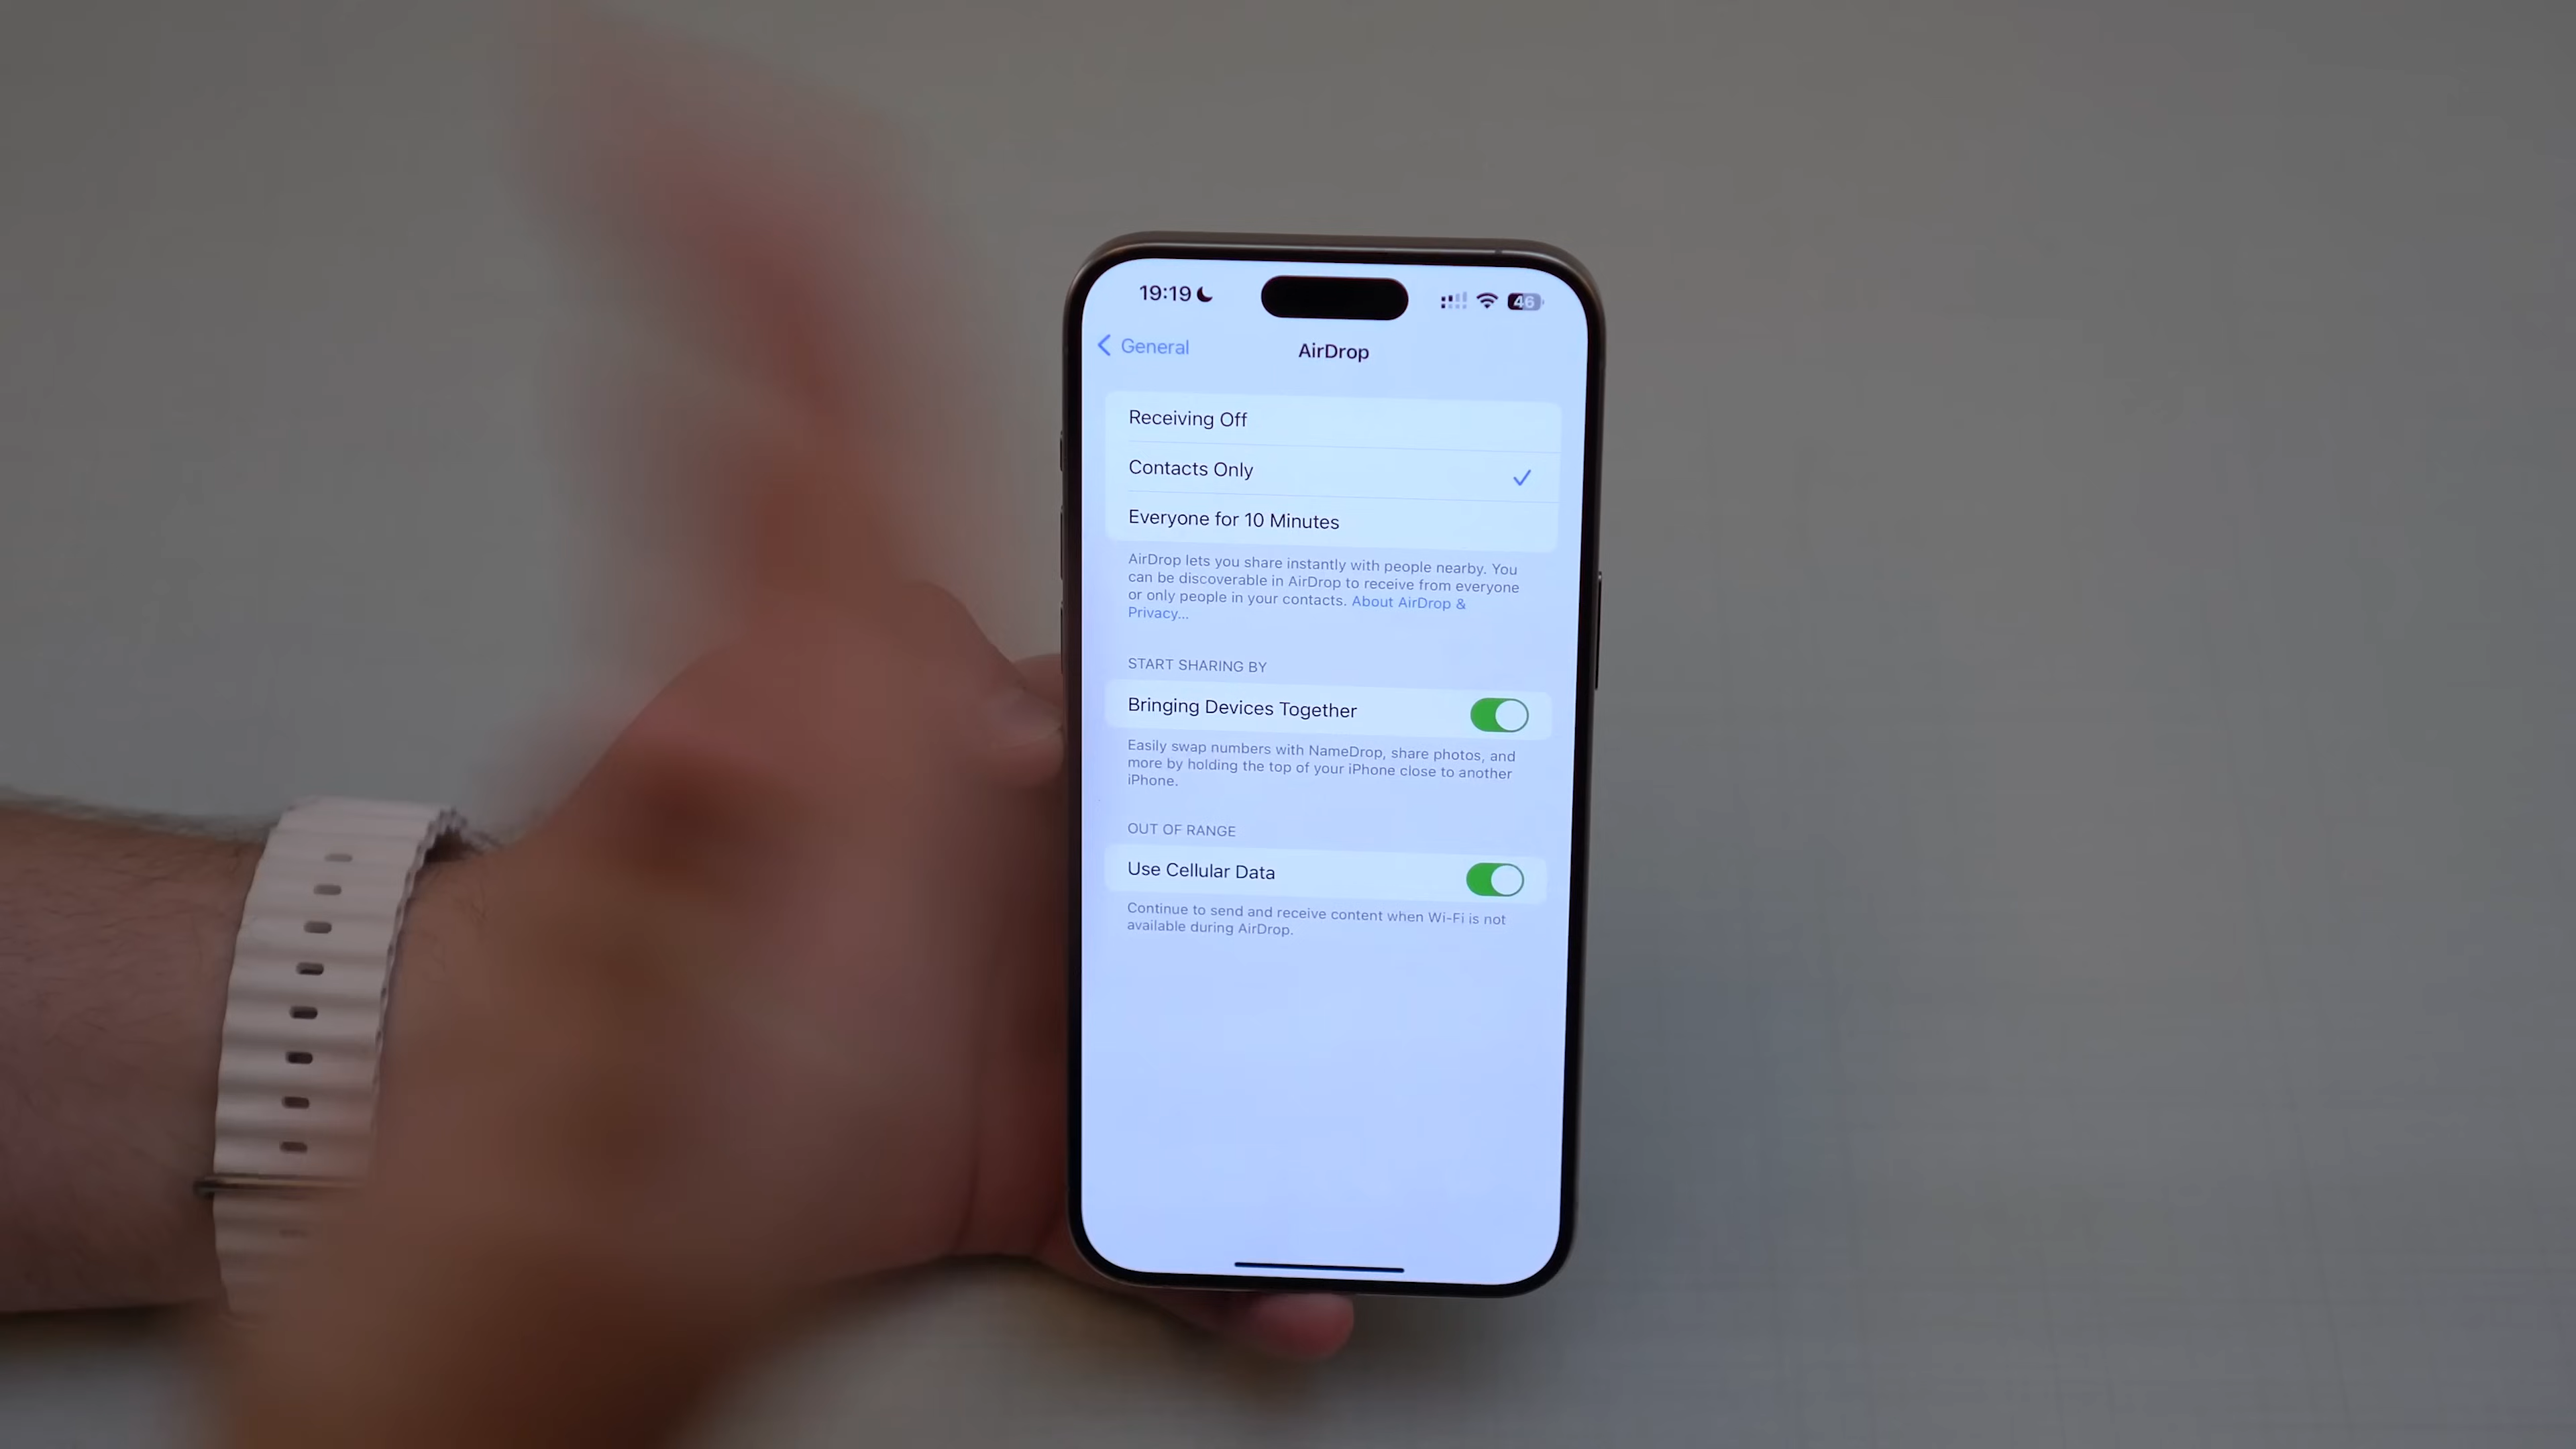 19:19
46
General
AirDrop
Receiving Off
Contacts Only
Everyone for 10 Minutes
AirDrop lets you share instantly with people nearby. You
can be discoverable in AirDrop to receive from everyone
or only people in your contacts. About AirDrop &
Privacy...
START SHARING BY
Bringing Devices Together
Easily swap numbers with NameDrop, share photos, and
more by holding the top of your iPhone close to another
iPhone.
OUT OF RANGE
Use Cellular Data
Continue to send and receive content when Wi-Fi is not
available during AirDrop.